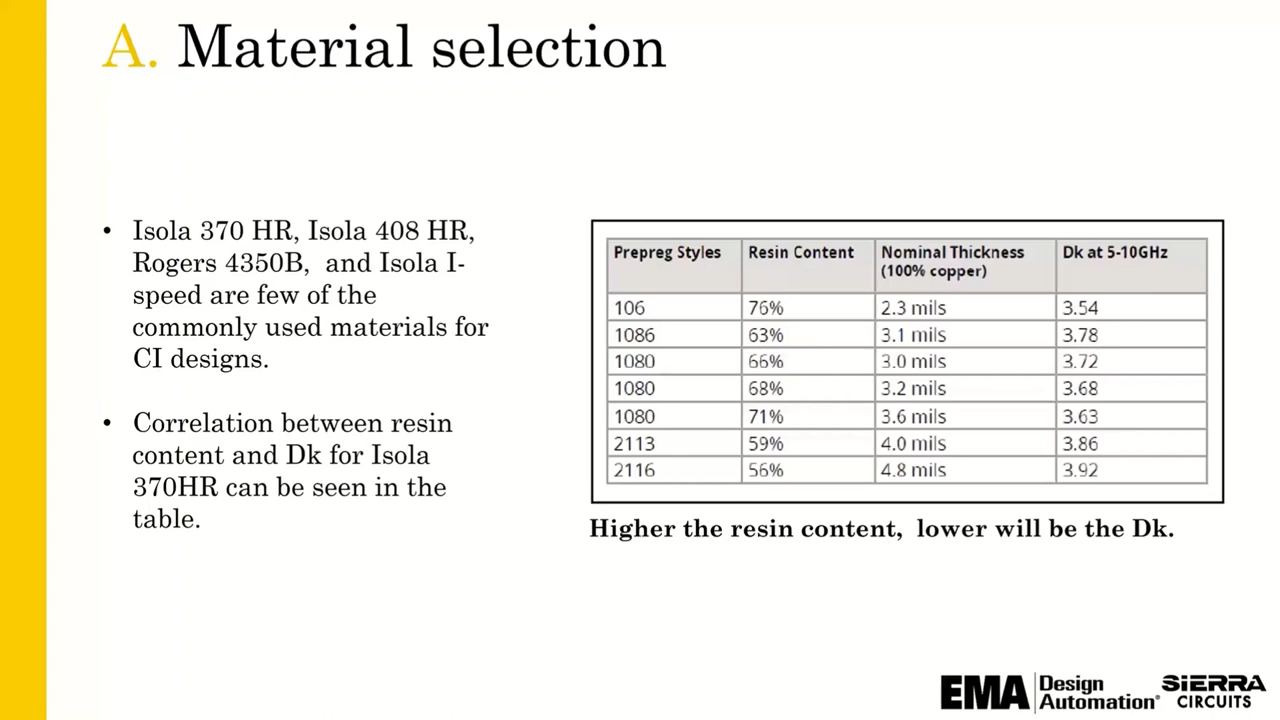 A. Material selection
• Isola 370 HR, Isola 408 HR,
Rogers 4350B, and Isola I-
speed are few of the
commonly used materials for
CI designs.
• Correlation between resin
content and Dk for Isola
370HR can be seen in the
table.
Prepreg Styles Resin Content Nominal Thickness (100% copper) Dk at 5-10GHz
106 76% 2.3 mils 3.54
1086 63% 3.1 mils 3.78
1080 66% 3.0 mils 3.72
1080 68% 3.2 mils 3.68
1080 71% 3.6 mils 3.63
2113 59% 4.0 mils 3.86
2116 56% 4.8 mils 3.92
Higher the resin content, lower will be the Dk.
EMA Design Automation®
SIERRA CIRCUITS